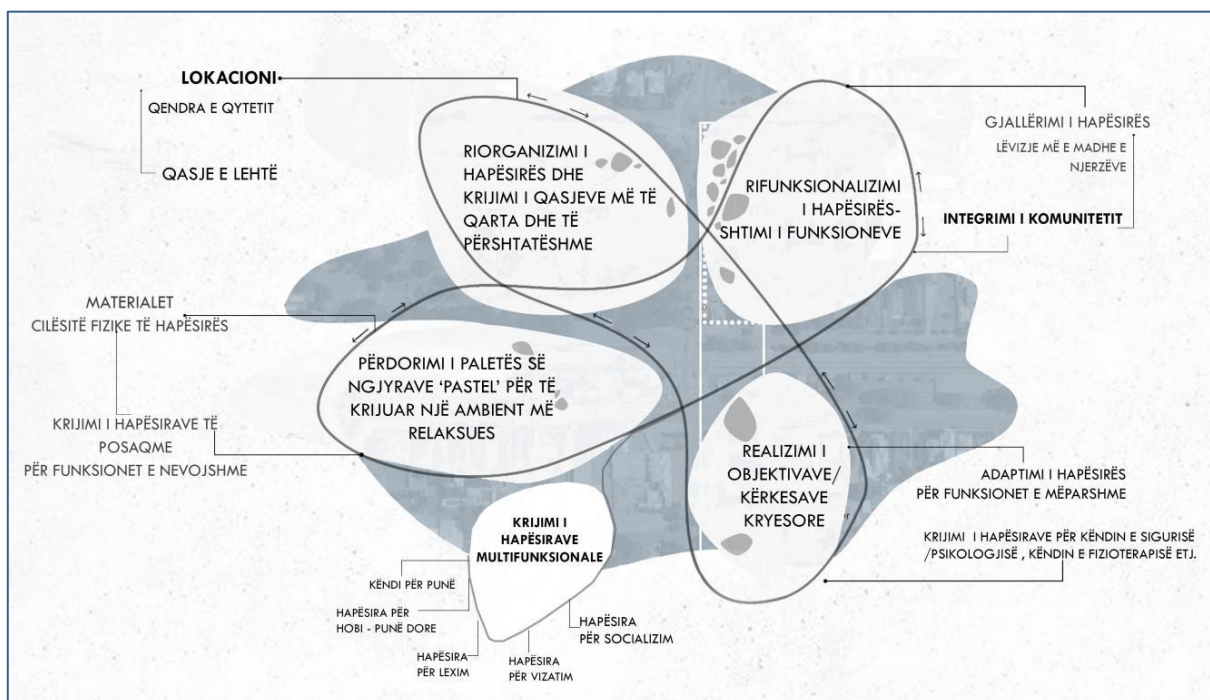 LOKACIONI
QENDRA E QYTETIT
QASJE E LEHTË
RIORGANIZIMI I
HAPËSIRËS DHE
KRIJIMI I QASJEVE MË TË
QARTA DHE TË
PËRSHTATËSHME
RIFUNKSIONALIZIMI
I HAPËSIRËS-
SHTIMI I FUNKSIONEVE
GJALLËRIMI I HAPËSIRËS
LËVIZJE MË E MADHE E
NJERZËVE
INTEGRIMI I KOMUNITETIT
MATERIALET
CILËSITË FIZIKE TË HAPËSIRËS
KRIJIMI I HAPËSIRAVE TË
POSAQME
PËR FUNKSIONET E NEVOJSHME
PËRDORIMI I PALETËS SË
NGJYRAVE ‘PASTEL’ PËR TË
KRIJUAR NJË AMBIENT MË
RELAKSUES
REALIZIMI I
OBJEKTIVAVE/
KËRKESAVE
KRYESORE
ADAPTIMI I HAPËSIRËS
PËR FUNKSIONET E MËPARSHME
KRIJIMI I HAPËSIRAVE PËR KËNDIN E SIGURISË
/PSIKOLOGJISË , KËNDIN E FIZIOTERAPISË ETJ.
KRIJIMI I
HAPËSIRAVE
MULTIFUNKSIONALE
KËNDI PËR PUNË
HAPËSIRA PËR
HOBI - PUNË DORE
HAPËSIRA
PËR LEXIM
HAPËSIRA
PËR VIZATIM
HAPËSIRA
PËR SOCIALIZIM